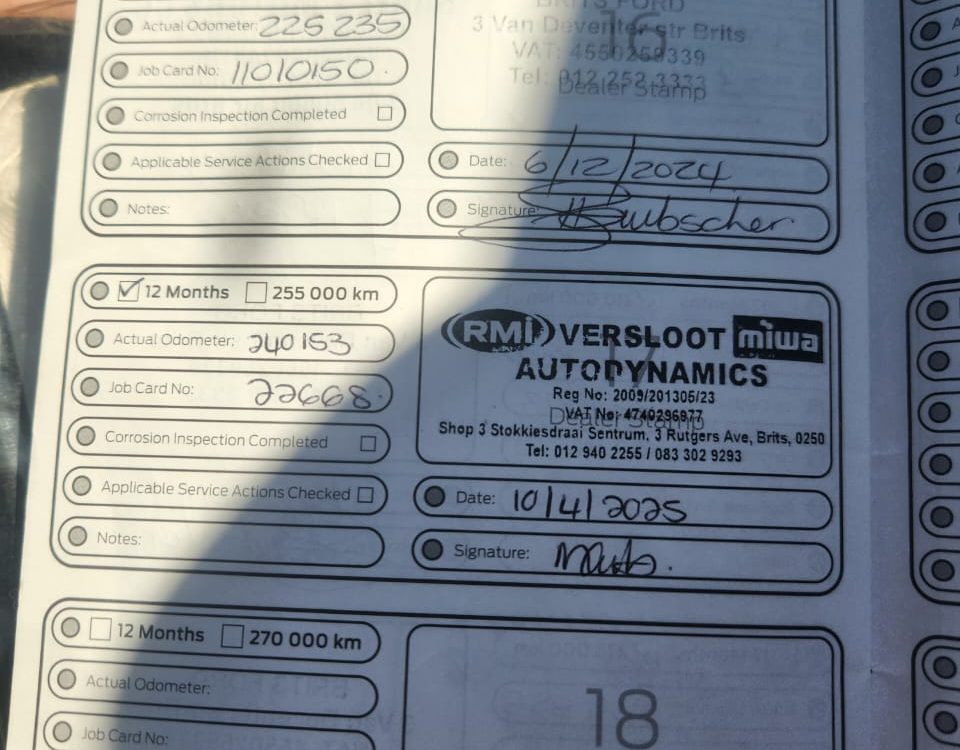 Actual Odometer: 225 235
Job Card No: 11010150.
Corrosion Inspection Completed
Applicable Service Actions Checked
Notes:
BRITS FORD
3 Van Deventer str Brits
VAT: 4550259339
Tel: 012 252 3333
Dealer Stamp
Date: 6/12/2024
Signature:
12 Months 255 000 km
Actual Odometer: 240 153
Job Card No: 22668.
Corrosion Inspection Completed
Applicable Service Actions Checked
Notes:
RMI VERSLOOT miwa
AUTODYNAMICS
17
Reg No: 2009/201305/23
VAT No: 4740296977
Dealer Stamp
Shop 3 Stokkiesdraai Sentrum, 3 Rutgers Ave, Brits, 0250
Tel: 012 940 2255 / 083 302 9293
Date: 10/4/2025
Signature:
12 Months 270 000 km
Actual Odometer:
Job Card No:
18